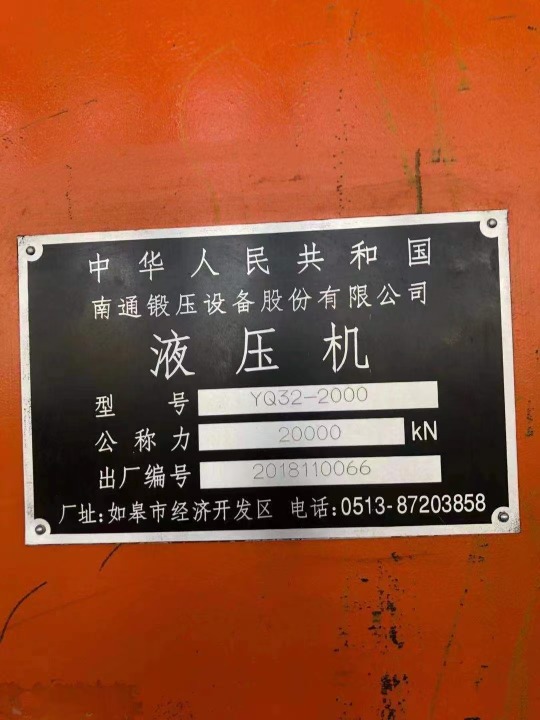 中华人民共和国
南通锻压设备股份有限公司
液压机
型号 YQ32-2000
公称力 20000 kN
出厂编号 2018110066
厂址:如皋市经济开发区 电话:0513-87203858